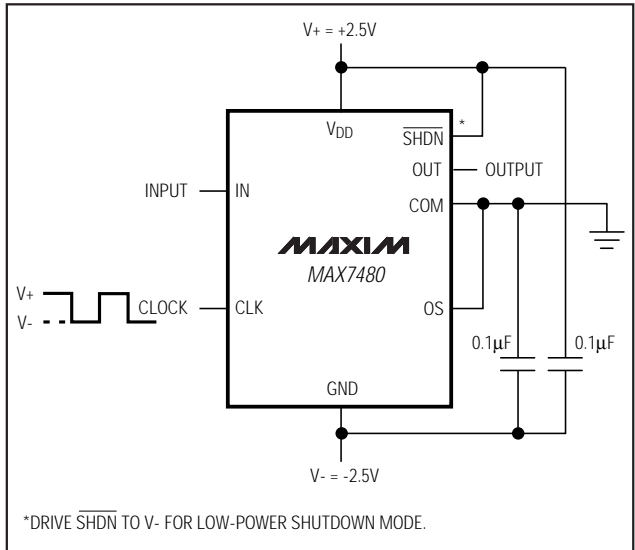 V+ = +2.5V
VDD
SHDN
*
OUT
OUTPUT
INPUT
IN
COM
MAXIM
MAX7480
V+
V-
CLOCK
CLK
OS
0.1µF
0.1µF
GND
V- = -2.5V
*DRIVE SHDN TO V- FOR LOW-POWER SHUTDOWN MODE.